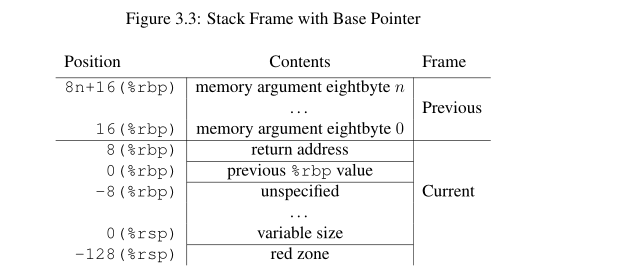 Figure 3.3: Stack Frame with Base Pointer
Position Contents Frame
8n+16(%rbp) memory argument eightbyte n
... Previous
16(%rbp) memory argument eightbyte 0
8(%rbp) return address
0(%rbp) previous %rbp value
-8(%rbp) unspecified Current
...
0(%rsp) variable size
-128(%rsp) red zone